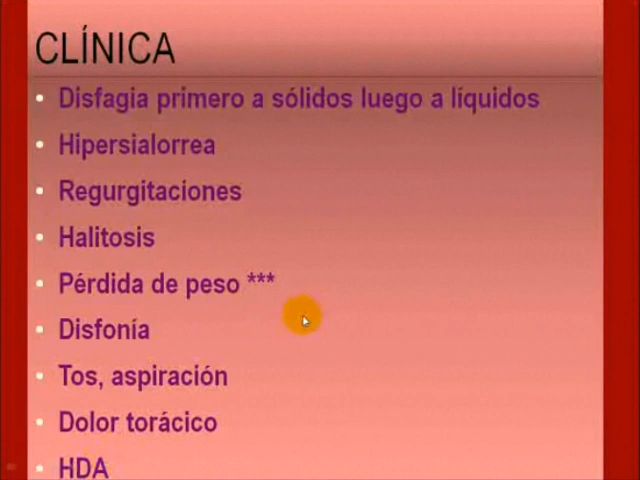 CLÍNICA
• Disfagia primero a sólidos luego a líquidos
• Hipersialorrea
• Regurgitaciones
• Halitosis
• Pérdida de peso ***
• Disfonía
• Tos, aspiración
• Dolor torácico
• HDA